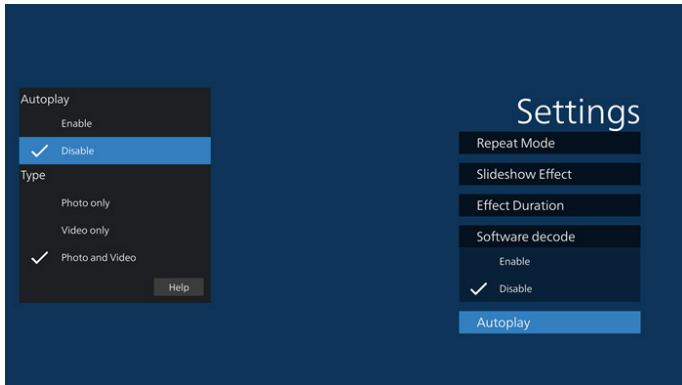 Autoplay
Enable
Disable
Type
Photo only
Video only
Photo and Video
Help
Settings
Repeat Mode
Slideshow Effect
Effect Duration
Software decode
Enable
Disable
Autoplay